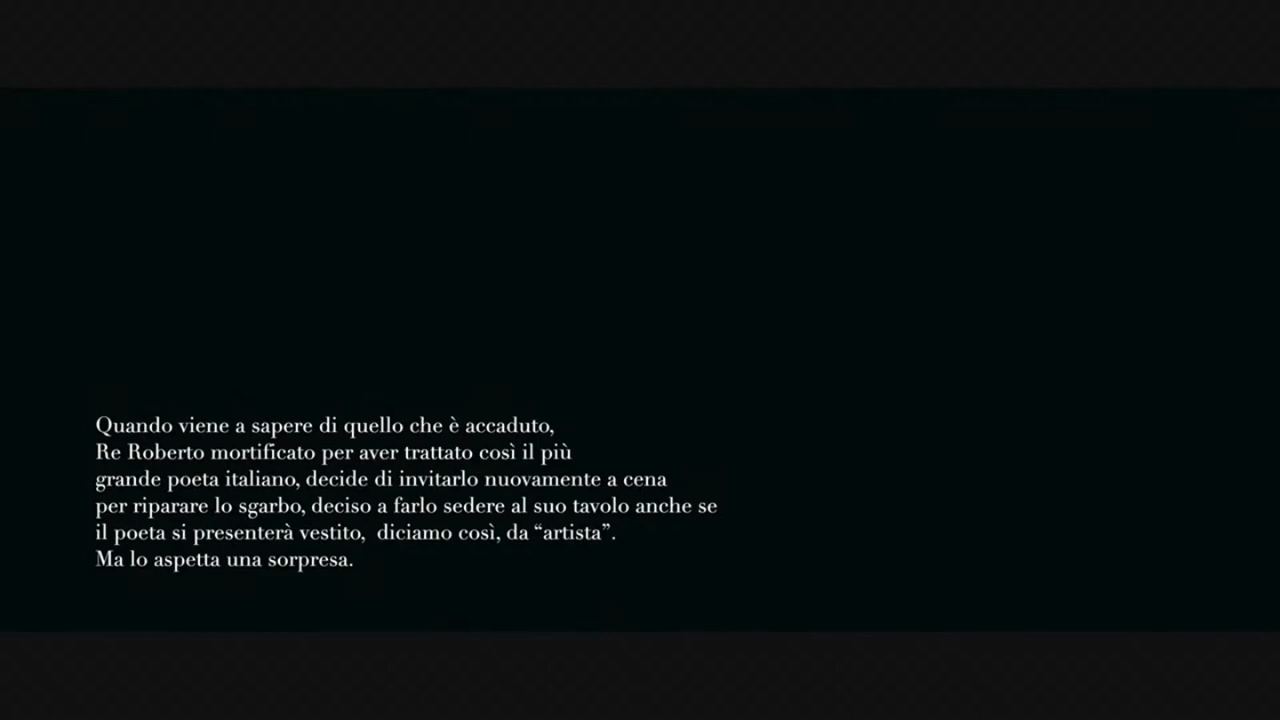 Quando viene a sapere di quello che è accaduto,
Re Roberto mortificato per aver trattato così il più
grande poeta italiano, decide di invitarlo nuovamente a cena
per riparare lo sgarbo, deciso a farlo sedere al suo tavolo anche se
il poeta si presenterà vestito,  diciamo così, da “artista”.
Ma lo aspetta una sorpresa.